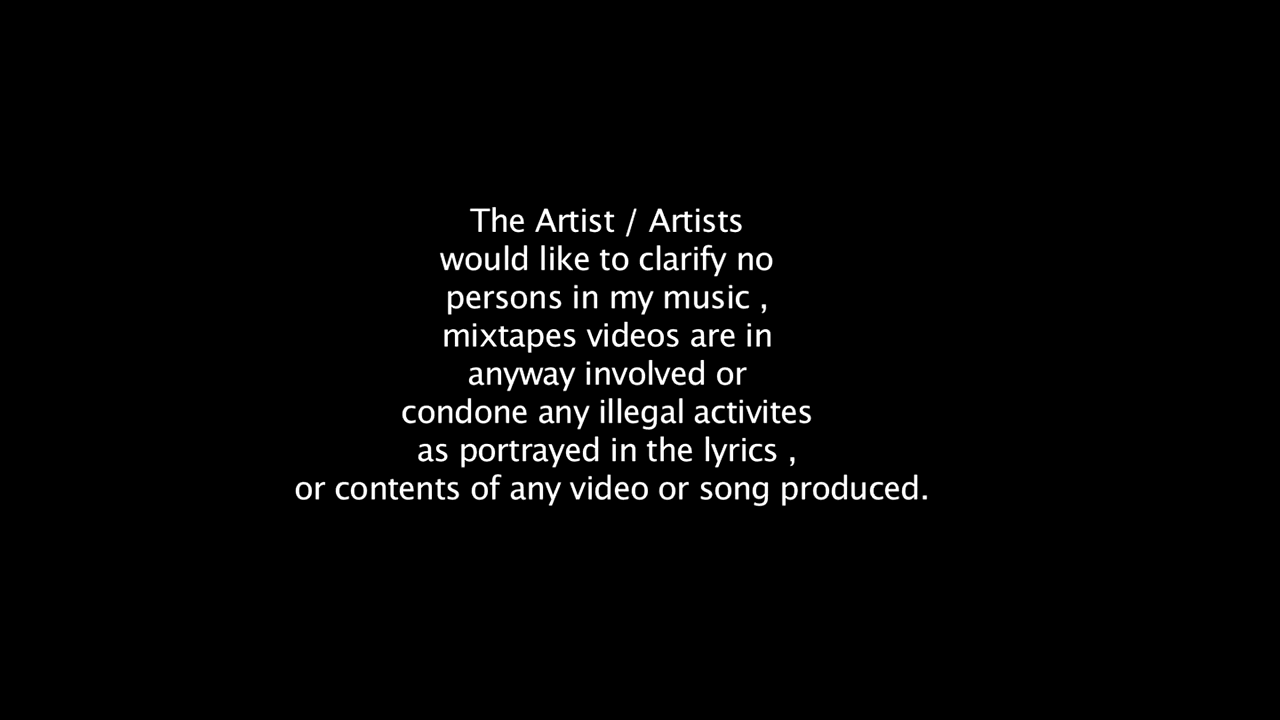 The Artist / Artists
would like to clarify no
persons in my music ,
mixtapes videos are in
anyway involved or
condone any illegal activites
as portrayed in the lyrics ,
or contents of any video or song produced.